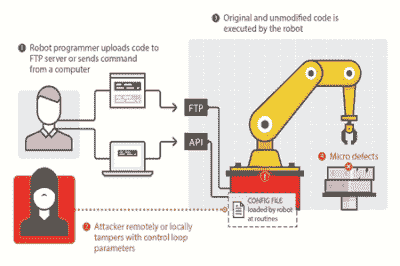 1 Robot programmer uploads code to
FTP server or sends command
from a computer
3 Original and unmodified code is
executed by the robot
FTP
API
4 Micro defects
CONFIG FILE
loaded by robot
at routines
2 Attacker remotely or locally
tampers with control loop
parameters